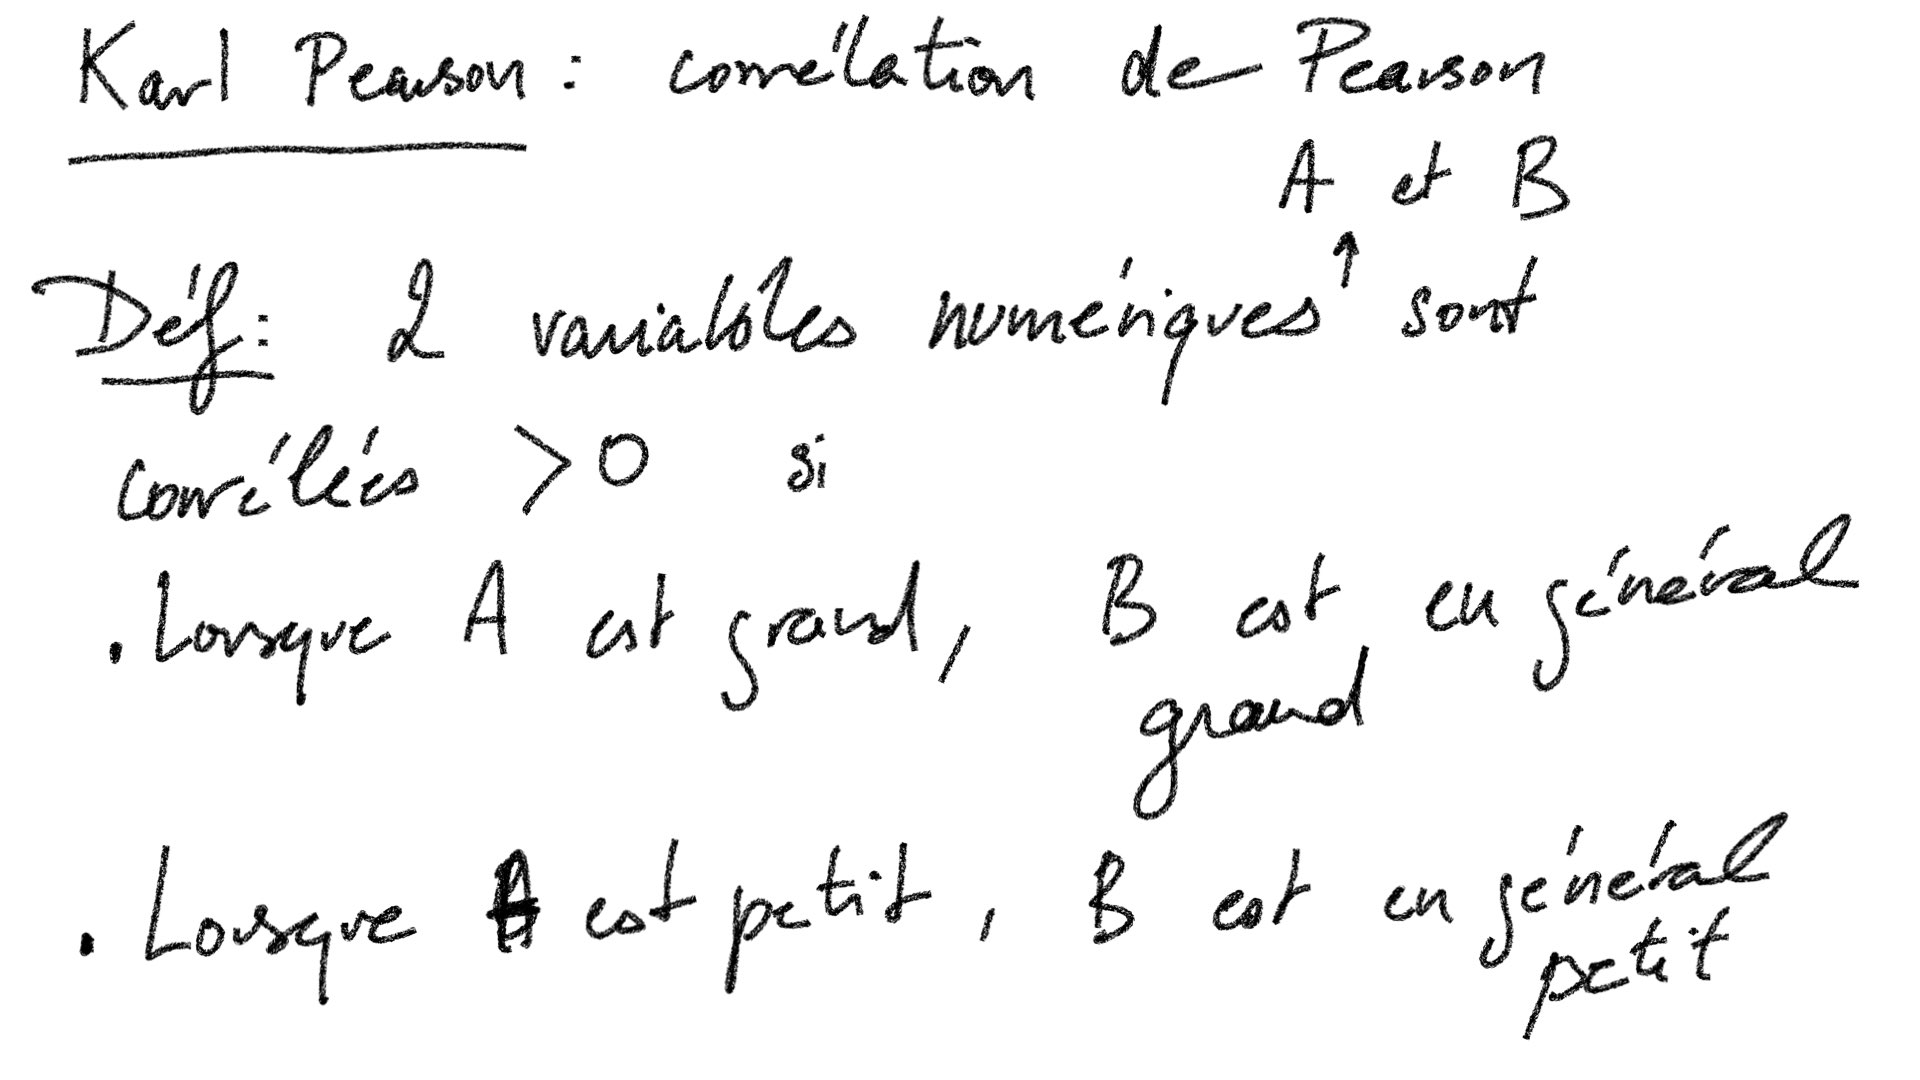 Karl Pearson : corrélation de Pearson
A et B
↑
Déf : 2 variables numériques sont
corrélées >0 si
. Lorsque A est grand, B est en général
grand
. Lorsque A est petit, B est en général
petit